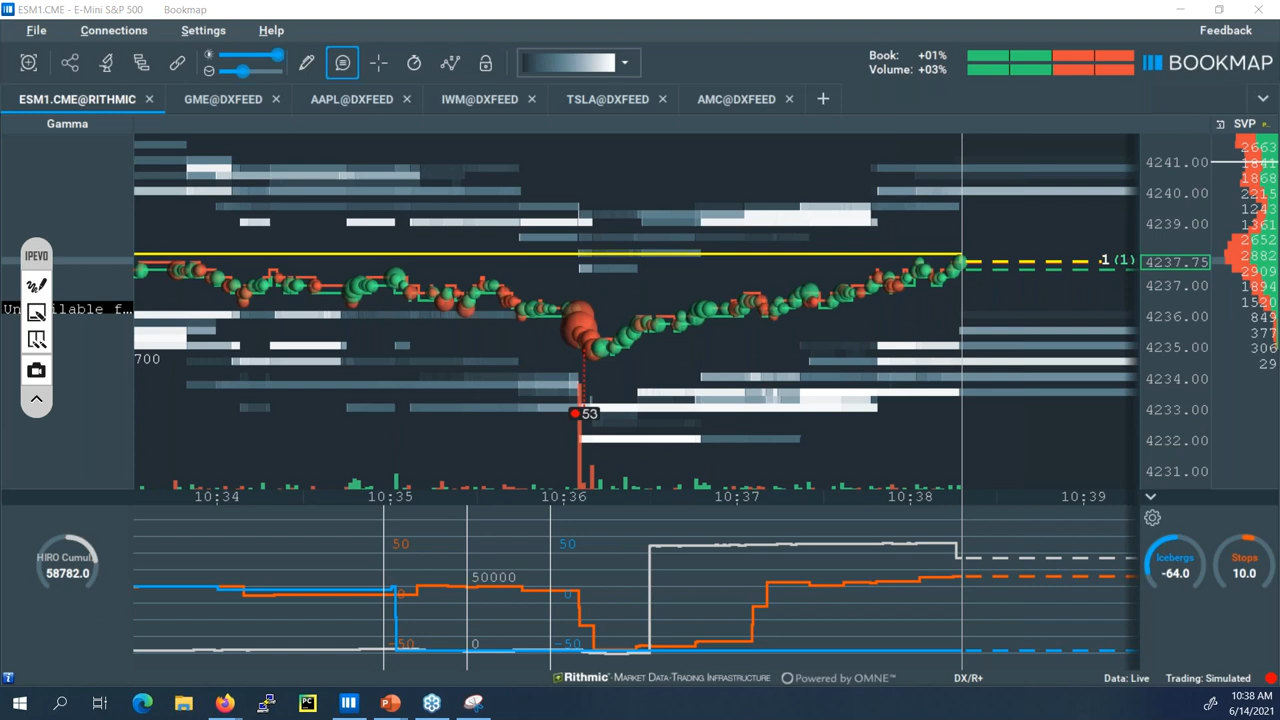 ESM1.CME - E-Mini S&P 500 Bookmap
File Connections Settings Help Feedback
Book: +01%
Volume: +03%
BOOKMAP
ESM1.CME@RITHMIC GME@DXFEED AAPL@DXFEED IWM@DXFEED TSLA@DXFEED AMC@DXFEED
Gamma SVP
2663
4241.00 1841
1868
4240.00 2215
1243
4239.00 1361
2652
IPEVO
-1 (1) 4237.75 2882
2909
4237.00 1894
1520
4236.00 849
377
4235.00 306
700
29
4234.00
4233.00
53
4232.00
4231.00
10:34 10:35 10:36 10:37 10:38 10:39
50 50
HIRO Cumul.
58782.0
50000
0 0
-50 0 -50
Icebergs
-64.0
Stops
10.0
Rithmic - MARKET DATA-TRADING INFRASTRUCTURE Powered by OMNE™ DX/R+ Data: Live Trading: Simulated
PC
10:38 AM
6/14/2021